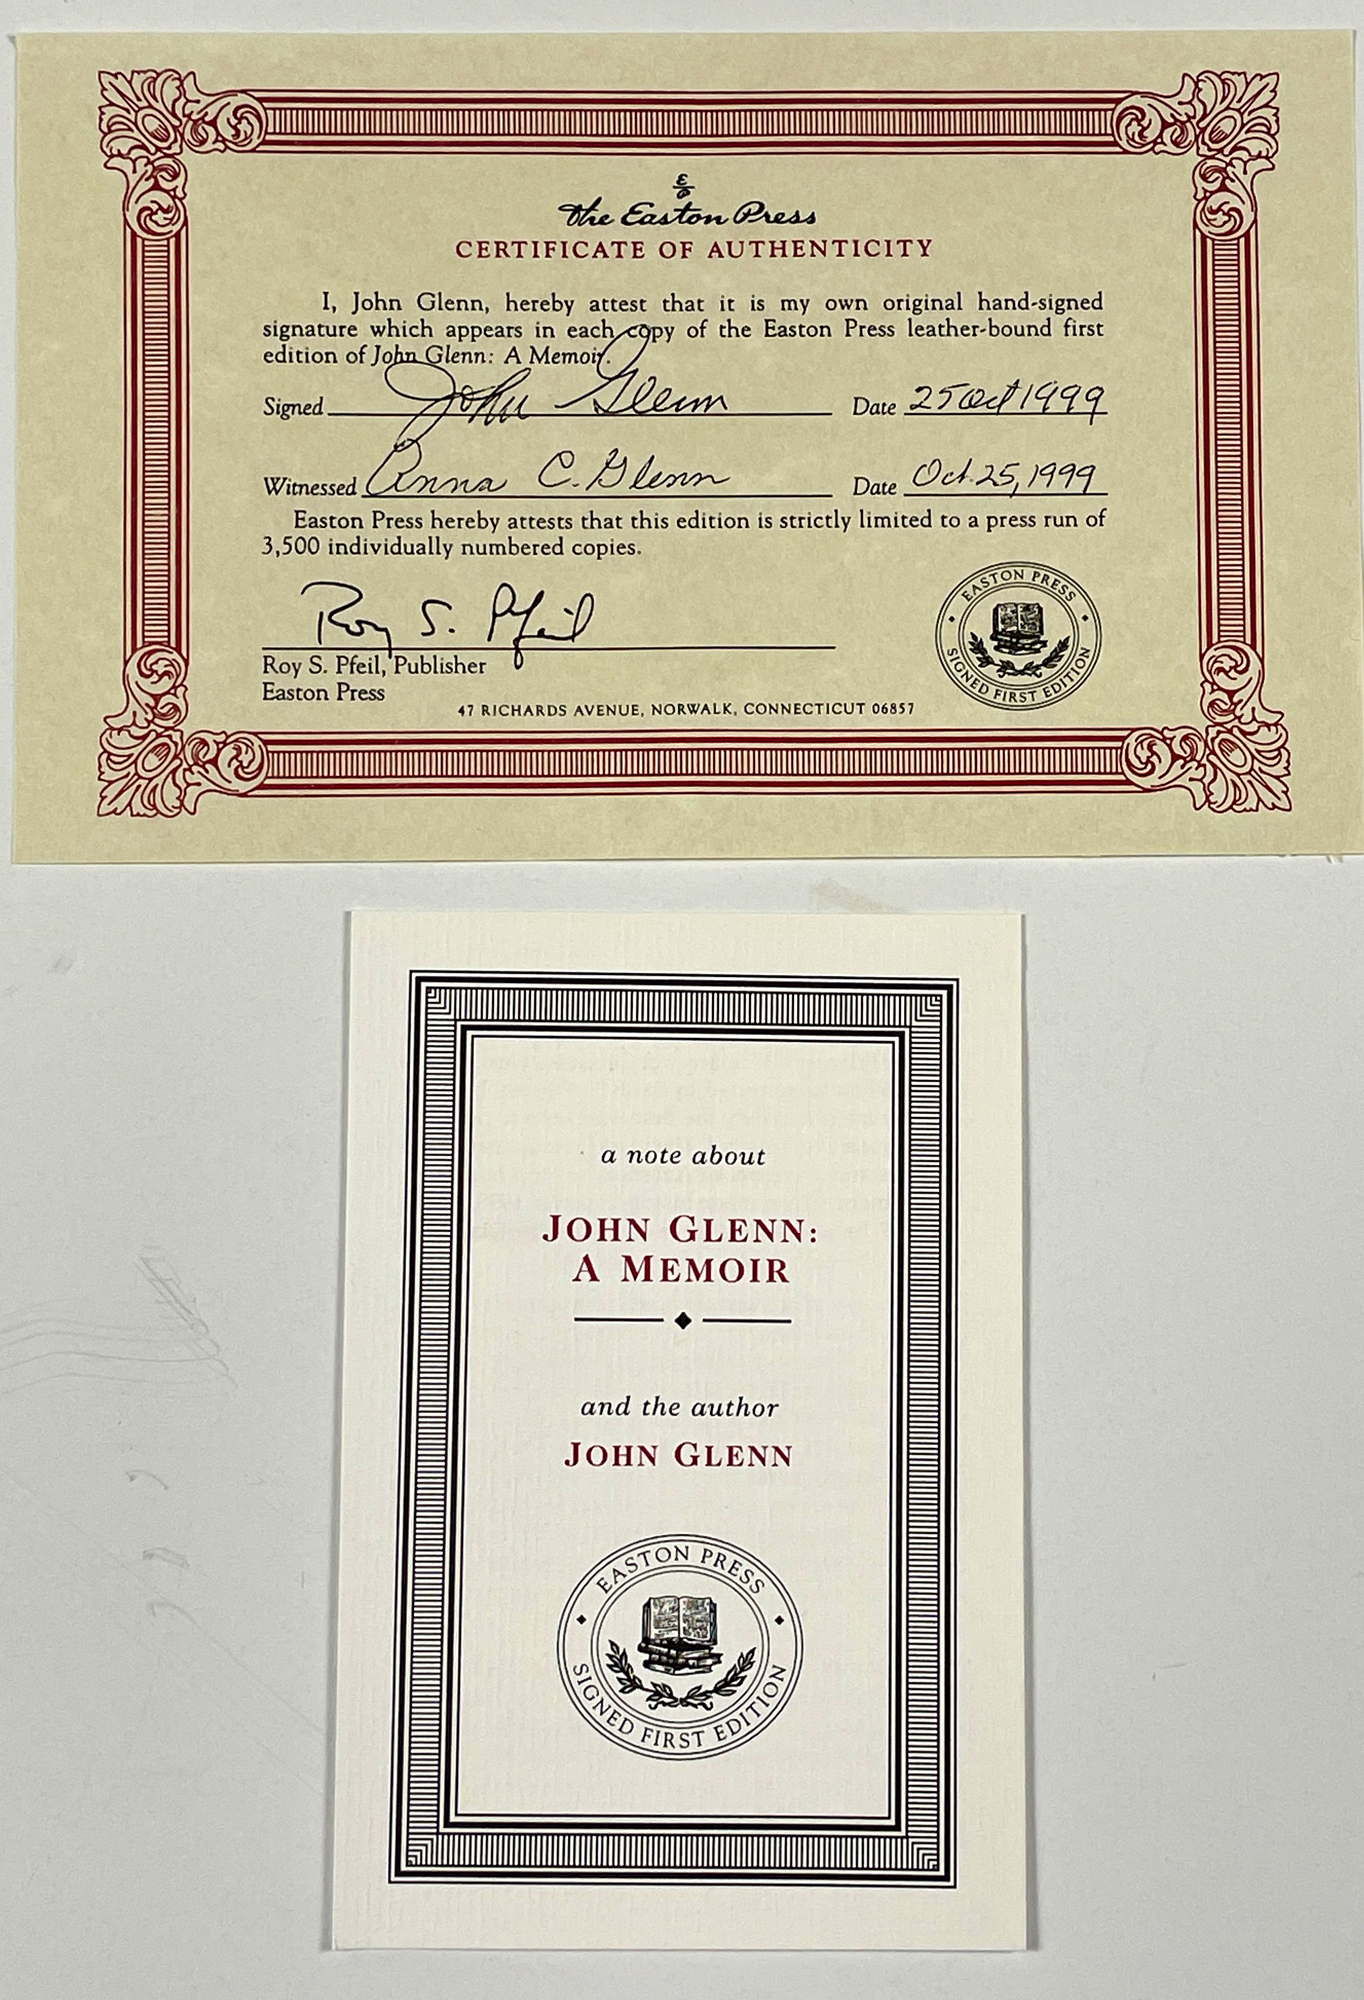 The Easton Press
CERTIFICATE OF AUTHENTICITY
I, John Glenn, hereby attest that it is my own original hand-signed
signature which appears in each copy of the Easton Press leather-bound first
edition of John Glenn: A Memoir.
Signed John Glenn Date 25 Oct 1999
Witnessed Anna C. Glenn Date Oct. 25, 1999
Easton Press hereby attests that this edition is strictly limited to a press run of
3,500 individually numbered copies.
Roy S. Pfeil
Roy S. Pfeil, Publisher
Easton Press
EASTON PRESS
SIGNED FIRST EDITION
47 RICHARDS AVENUE, NORWALK, CONNECTICUT 06857
a note about
JOHN GLENN:
A MEMOIR
and the author
JOHN GLENN
EASTON PRESS
SIGNED FIRST EDITION